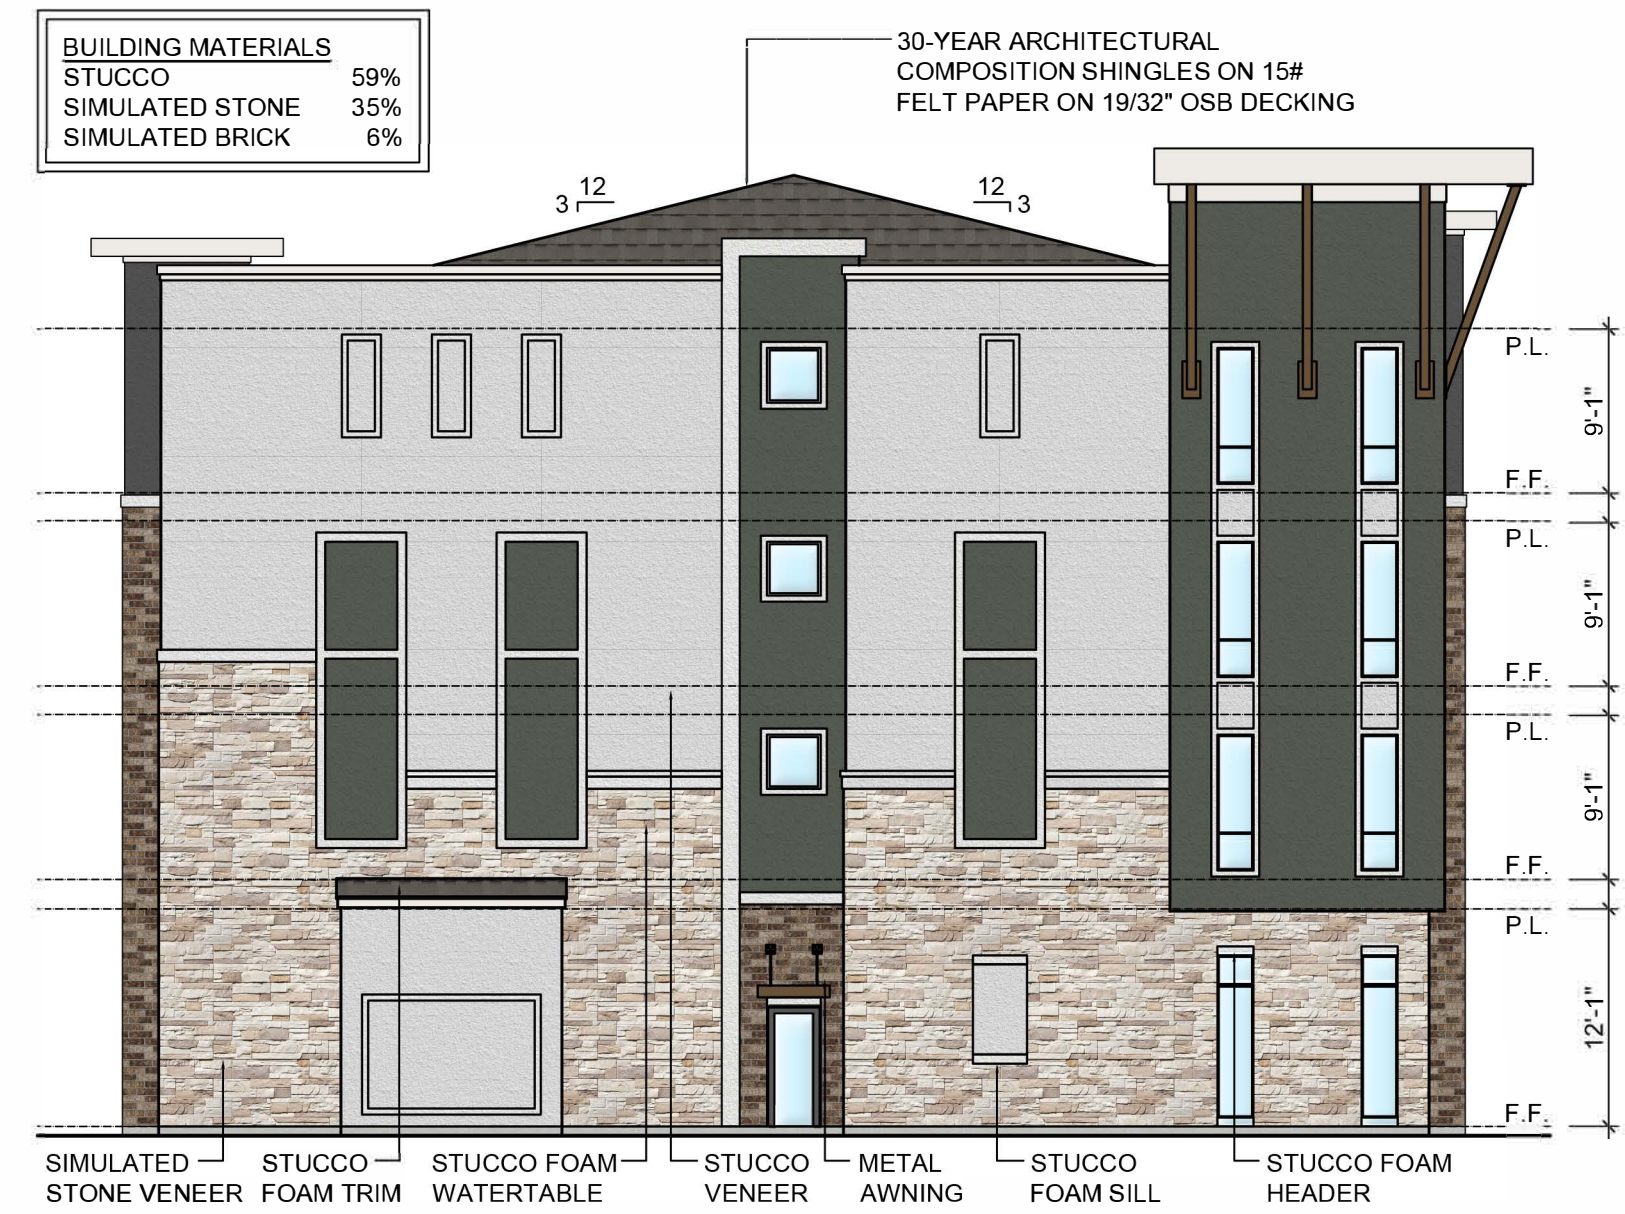 BUILDING MATERIALS
STUCCO 59%
SIMULATED STONE 35%
SIMULATED BRICK 6%
30-YEAR ARCHITECTURAL
COMPOSITION SHINGLES ON 15#
FELT PAPER ON 19/32" OSB DECKING
12
3
12
3
P.L.
9'-1"
F.F.
P.L.
9'-1"
F.F.
P.L.
9'-1"
F.F.
P.L.
12'-1"
F.F.
SIMULATED
STONE VENEER
STUCCO
FOAM TRIM
STUCCO FOAM
WATERTABLE
STUCCO
VENEER
METAL
AWNING
STUCCO
FOAM SILL
STUCCO FOAM
HEADER